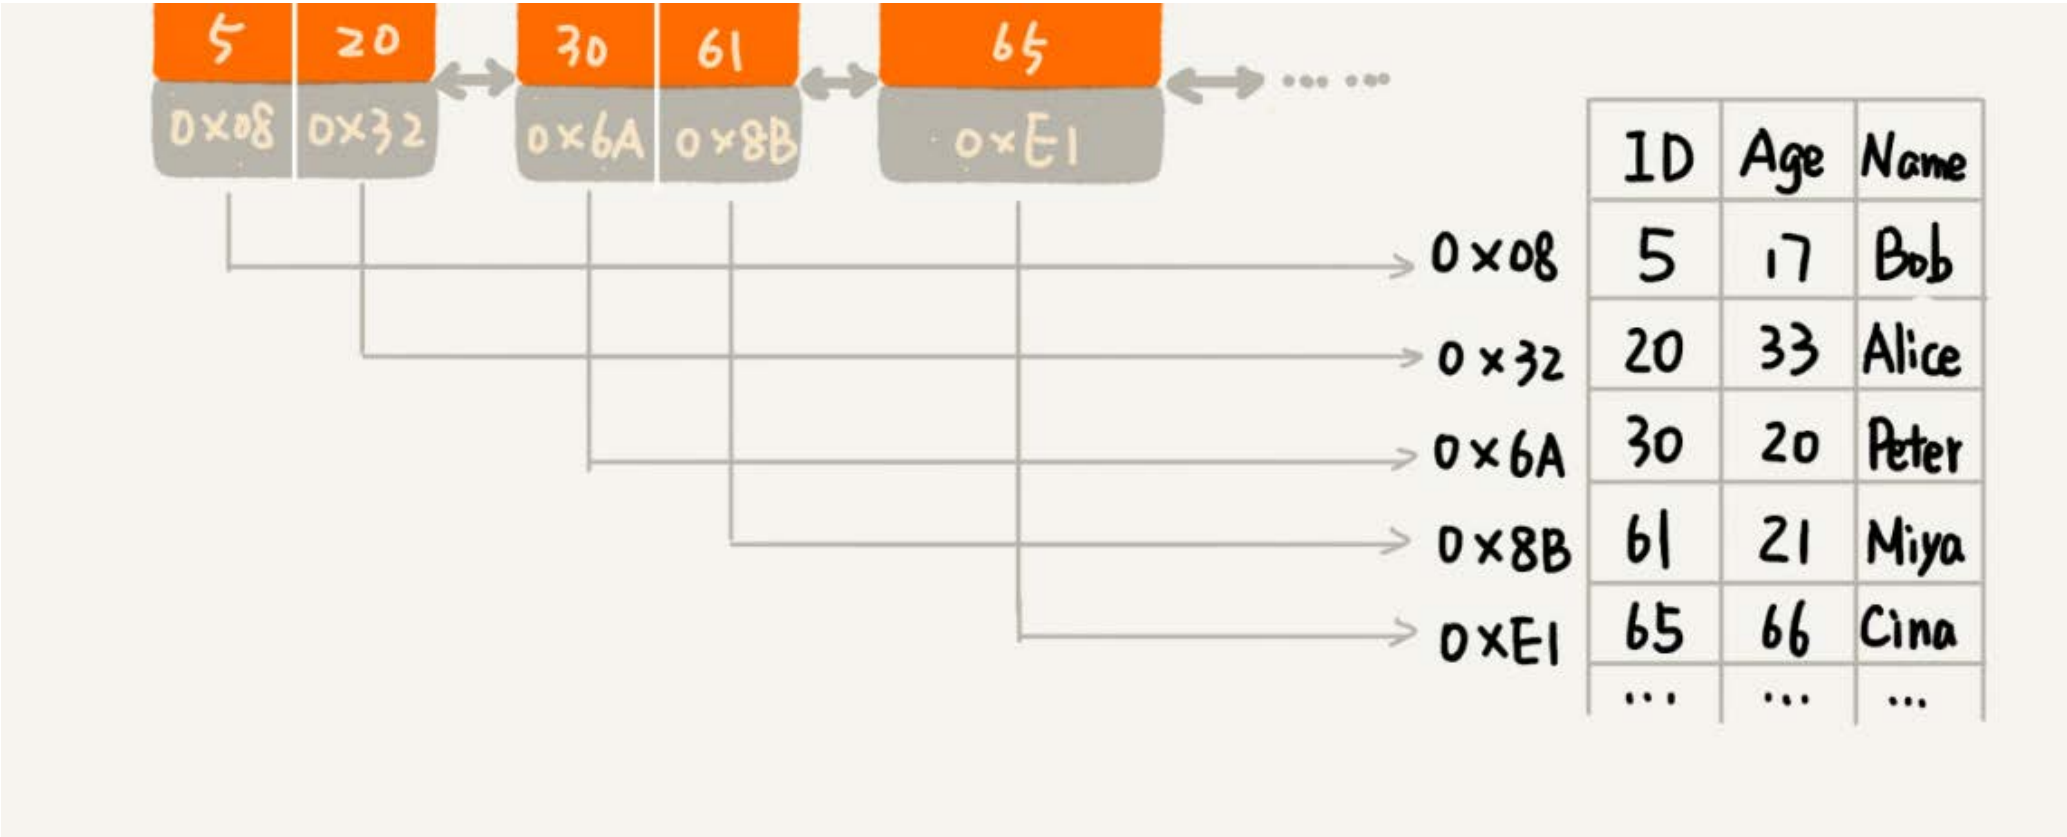 5 20 30 61 65
0x08 0x32 0x6A 0x8B 0xE1 ... ...
ID Age Name
0x08 5 17 Bob
0x32 20 33 Alice
0x6A 30 20 Peter
0x8B 61 21 Miya
0xE1 65 66 Cina
... ... ...